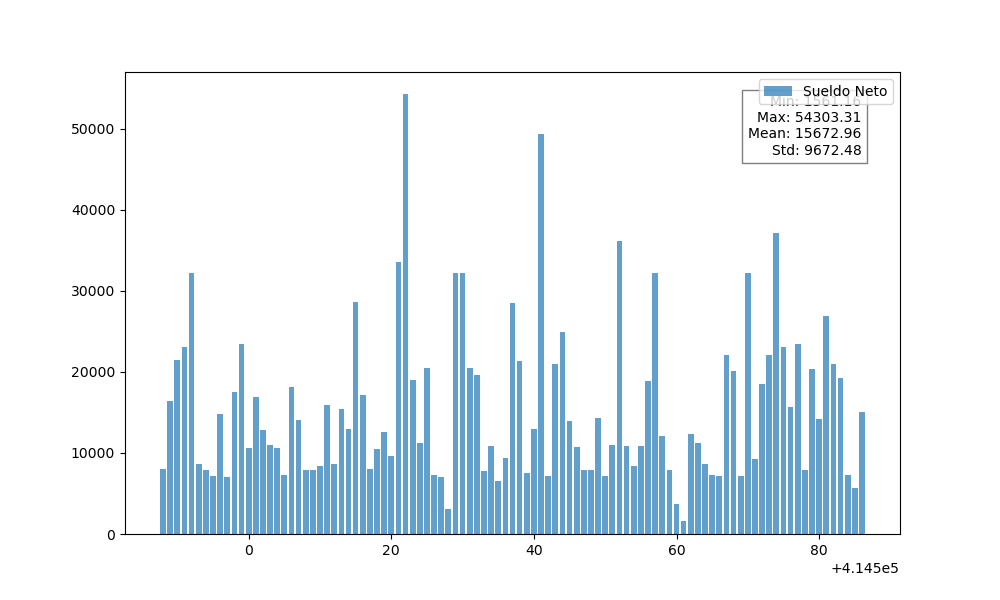 Sueldo Neto
Min: 1561.16
Max: 54303.31
Mean: 15672.96
Std: 9672.48
50000
40000
30000
20000
10000
0
0 20 40 60 80
+4.145e5